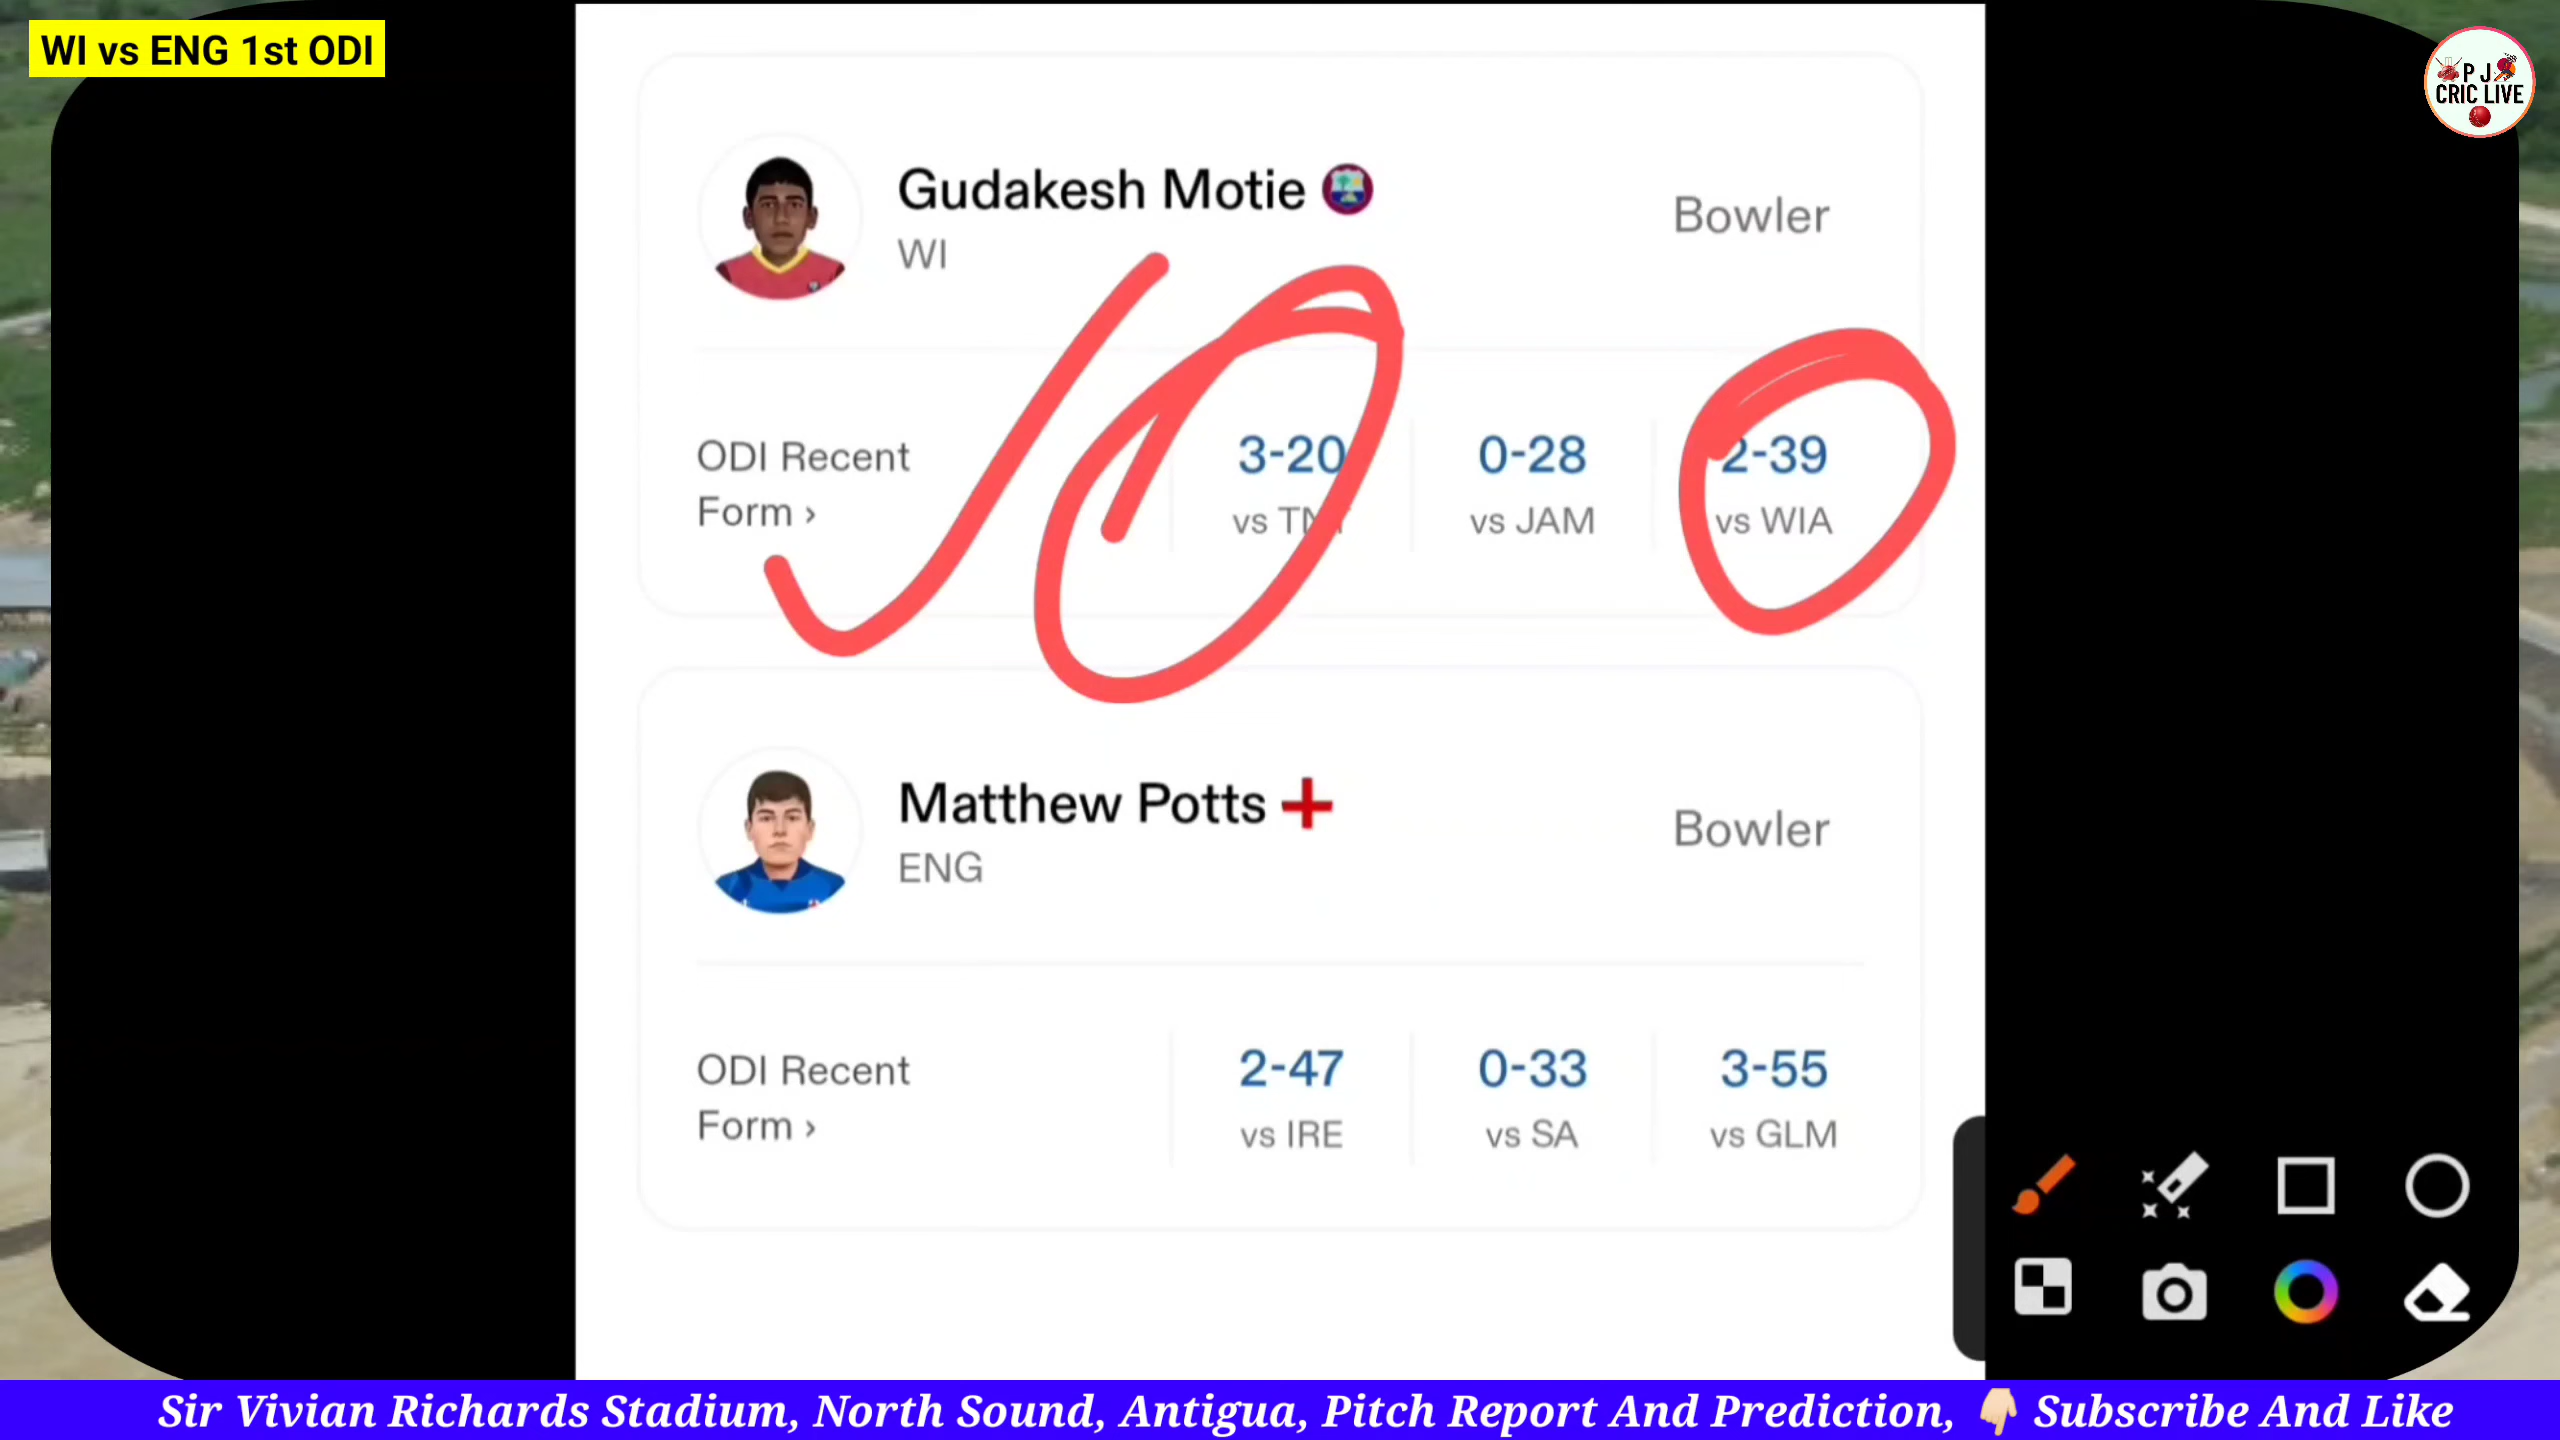 WI vs ENG 1st ODI
P J
CRIC LIVE
Gudakesh Motie
WI
Bowler
ODI Recent
Form ›
3-20
vs
0-28
vs JAM
2-39
vs WIA
Matthew Potts
ENG
Bowler
ODI Recent
Form ›
2-47
vs IRE
0-33
vs SA
3-55
vs GLM
Sir Vivian Richards Stadium, North Sound, Antigua, Pitch Report And Prediction, 👇🏼 Subscribe And Like